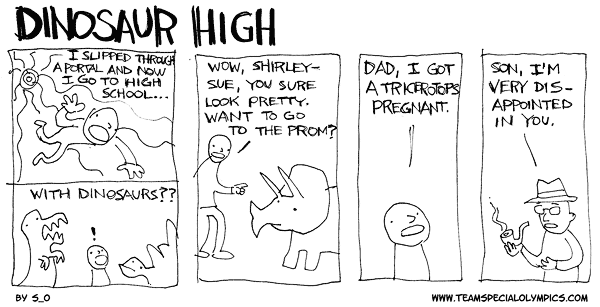 DINOSAUR HIGH
I SLIPPED THROUGH
A PORTAL AND NOW
I GO TO HIGH
SCHOOL...
WITH DINOSAURS??
!
WOW, SHIRLEY-
SUE, YOU SURE
LOOK PRETTY.
WANT TO GO
TO THE PROM?
DAD, I GOT
A TRICEROTOPS
PREGNANT.
SON, I'M
VERY DIS-
APPOINTED
IN YOU.
BY S_O
WWW.TEAMSPECIALOLYMPICS.COM